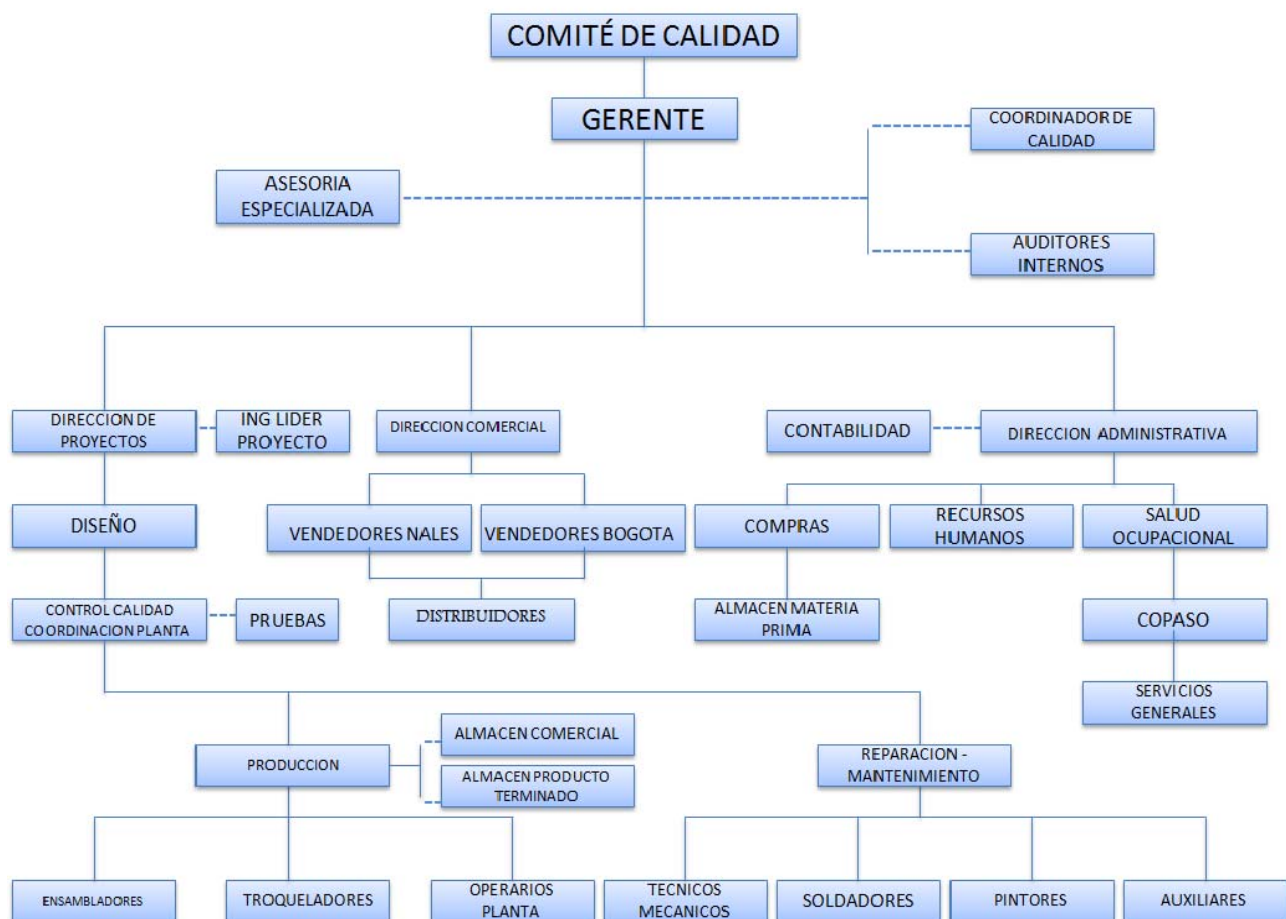 COMITÉ DE CALIDAD
GERENTE
COORDINADOR DE
CALIDAD
ASESORIA
ESPECIALIZADA
AUDITORES
INTERNOS
DIRECCION DE
PROYECTOS
ING LIDER
PROYECTO
DIRECCION COMERCIAL
CONTABILIDAD
DIRECCION ADMINISTRATIVA
DISEÑO
VENDEDORES NALES
VENDEDORES BOGOTA
COMPRAS
RECURSOS
HUMANOS
SALUD
OCUPACIONAL
CONTROL CALIDAD
COORDINACION PLANTA
PRUEBAS
DISTRIBUIDORES
ALMACEN MATERIA
PRIMA
COPASO
SERVICIOS
GENERALES
PRODUCCION
ALMACEN COMERCIAL
ALMACEN PRODUCTO
TERMINADO
REPARACION -
MANTENIMIENTO
ENSAMBLADORES
TROQUELADORES
OPERARIOS
PLANTA
TECNICOS
MECANICOS
SOLDADORES
PINTORES
AUXILIARES